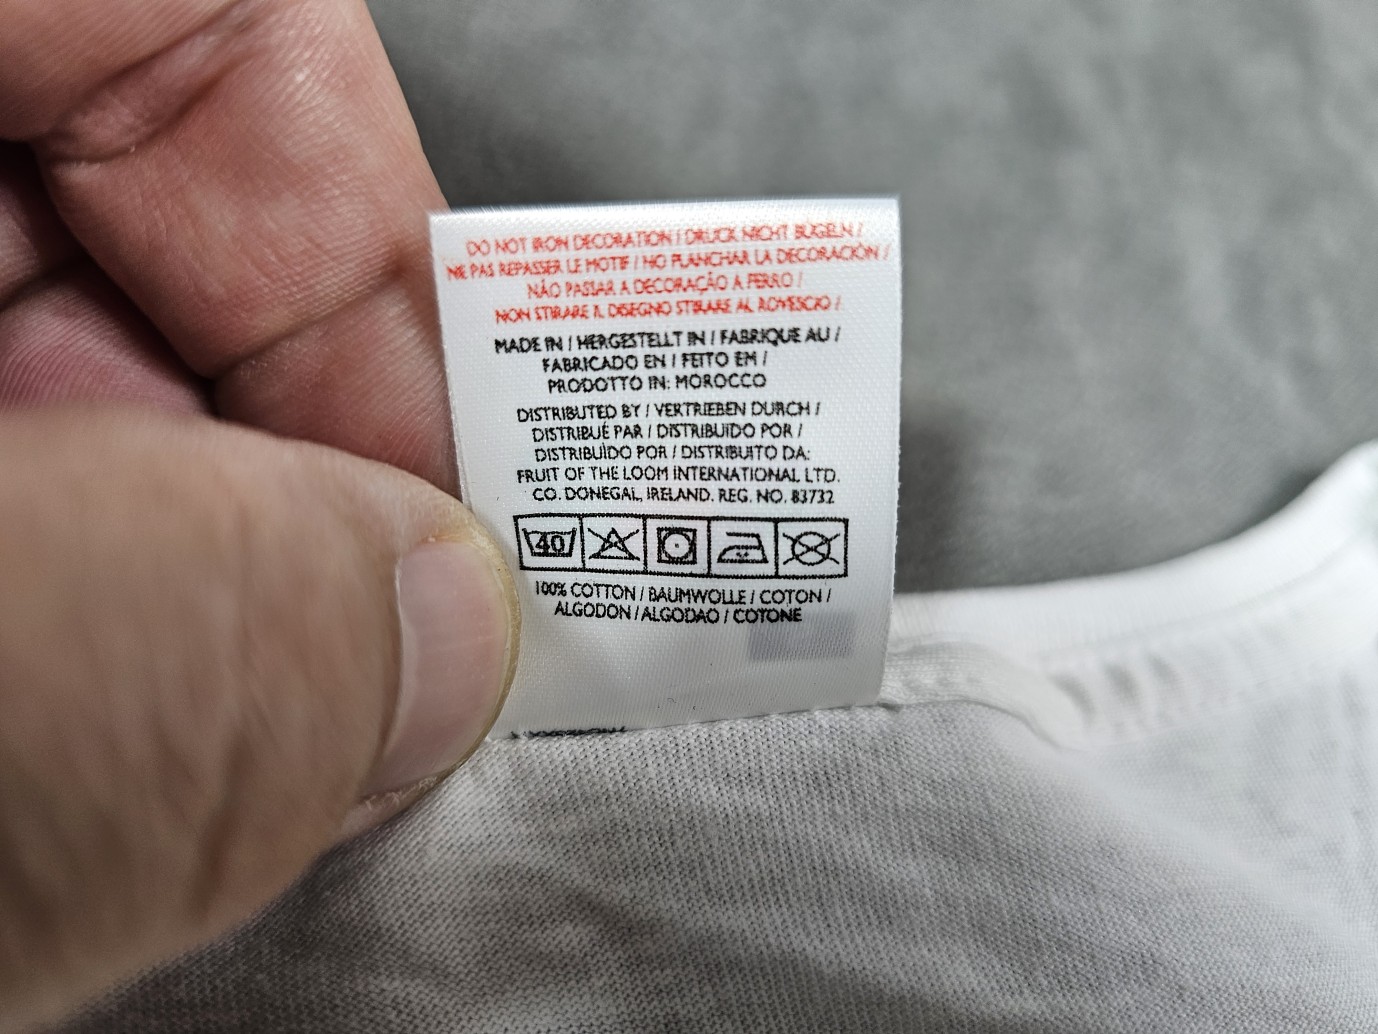 DO NOT IRON DECORATION / DRUCK NICHT BÜGELN /
NE PAS REPASSER LE MOTIF / NO PLANCHAR LA DECORACIÓN /
NÃO PASSAR A DECORAÇÃO A FERRO /
NON STIRARE IL DISEGNO STIRARE AL ROVESCIO /
MADE IN / HERGESTELLT IN / FABRIQUE AU /
FABRICADO EN / FEITO EM /
PRODOTTO IN: MOROCCO
DISTRIBUTED BY / VERTRIEBEN DURCH /
DISTRIBUÉ PAR / DISTRIBUIDO POR /
DISTRIBUÌDO POR / DISTRIBUITO DA:
FRUIT OF THE LOOM INTERNATIONAL LTD.
CO. DONEGAL, IRELAND. REG. NO. 83732
40
100% COTTON / BAUMWOLLE / COTON /
ALGODON / ALGODAO / COTONE